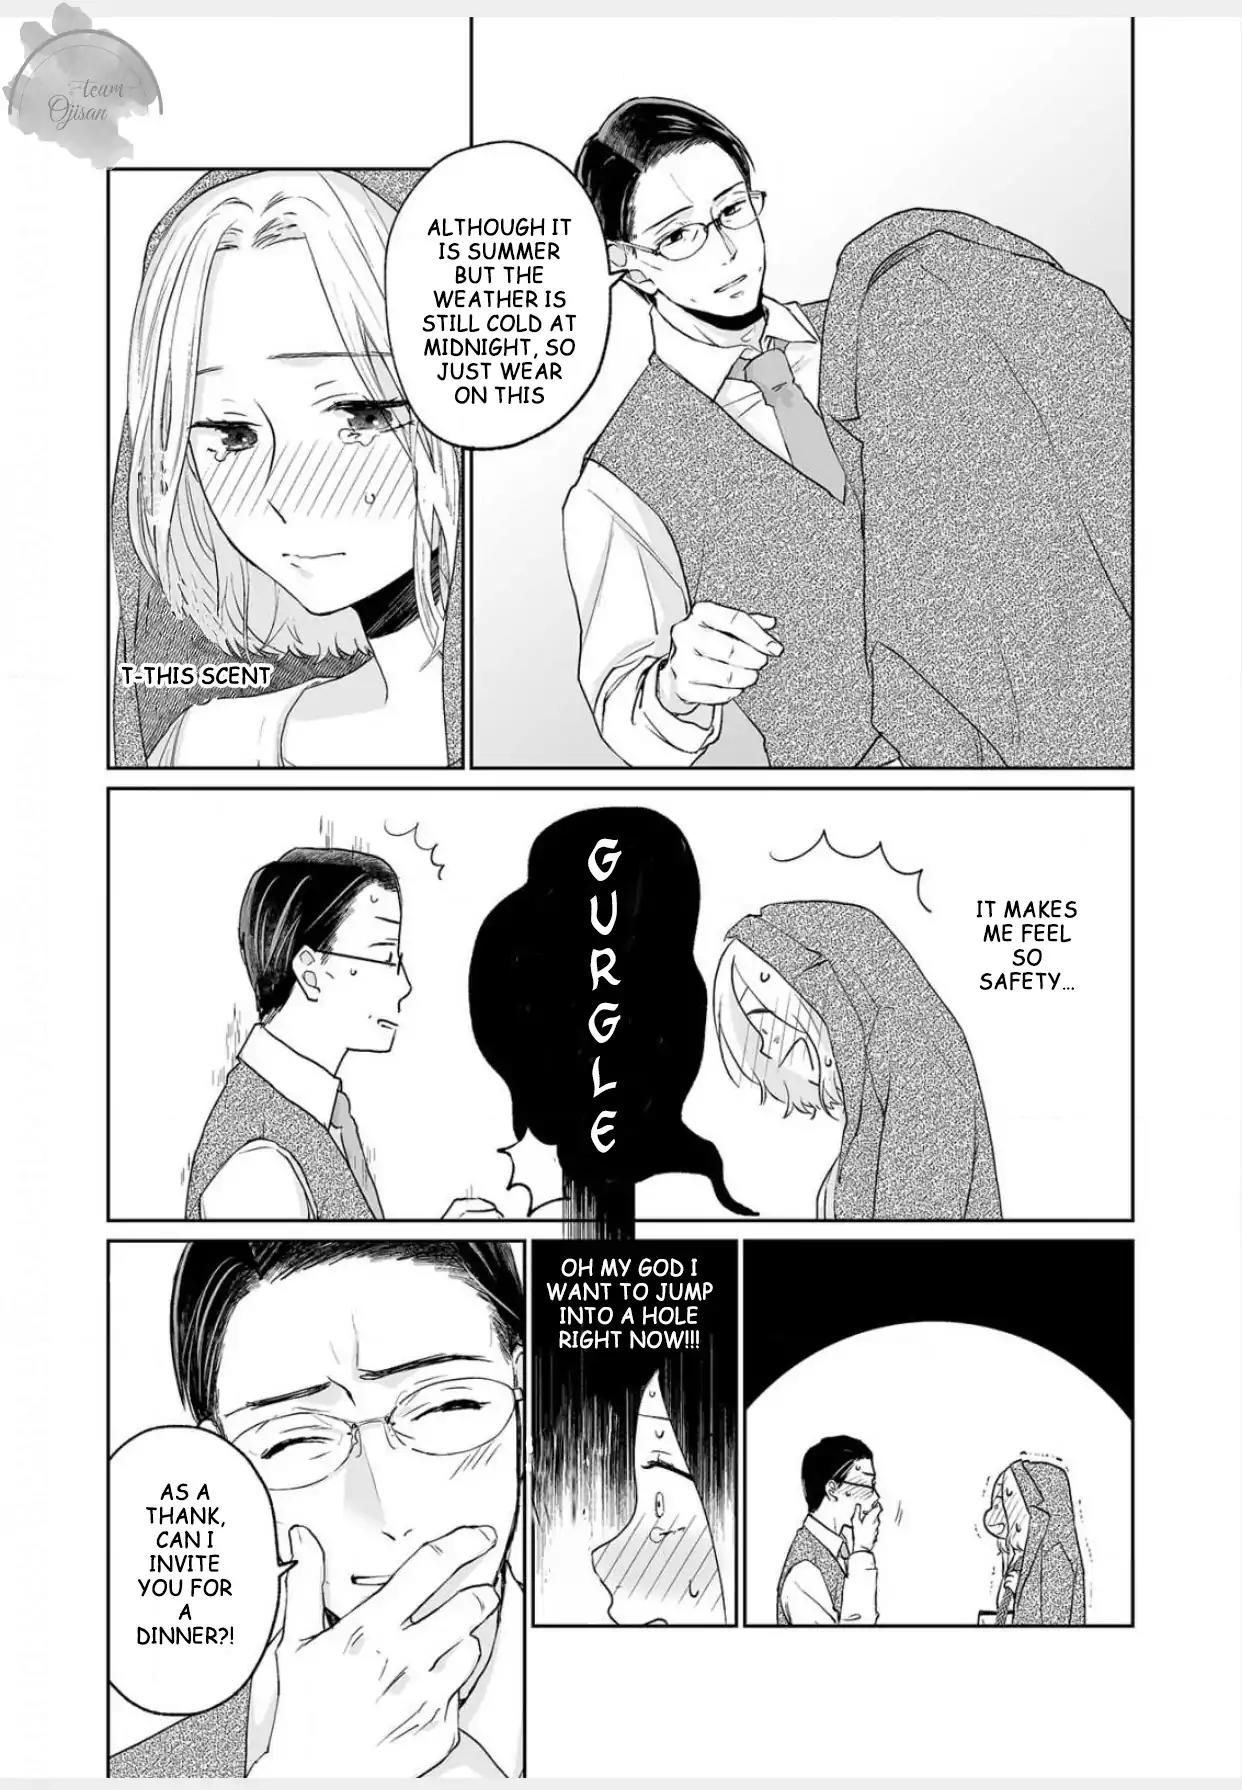 team
Ojisan
ALTHOUGH IT
IS SUMMER
BUT THE
WEATHER IS
STILL COLD AT
MIDNIGHT, SO
JUST WEAR
ON THIS
T-THIS SCENT
IT MAKES
ME FEEL
SO
SAFETY...
GURGLE
OH MY GOD I
WANT TO JUMP
INTO A HOLE
RIGHT NOW!!!
AS A
THANK,
CAN I
INVITE
YOU FOR
A
DINNER?!